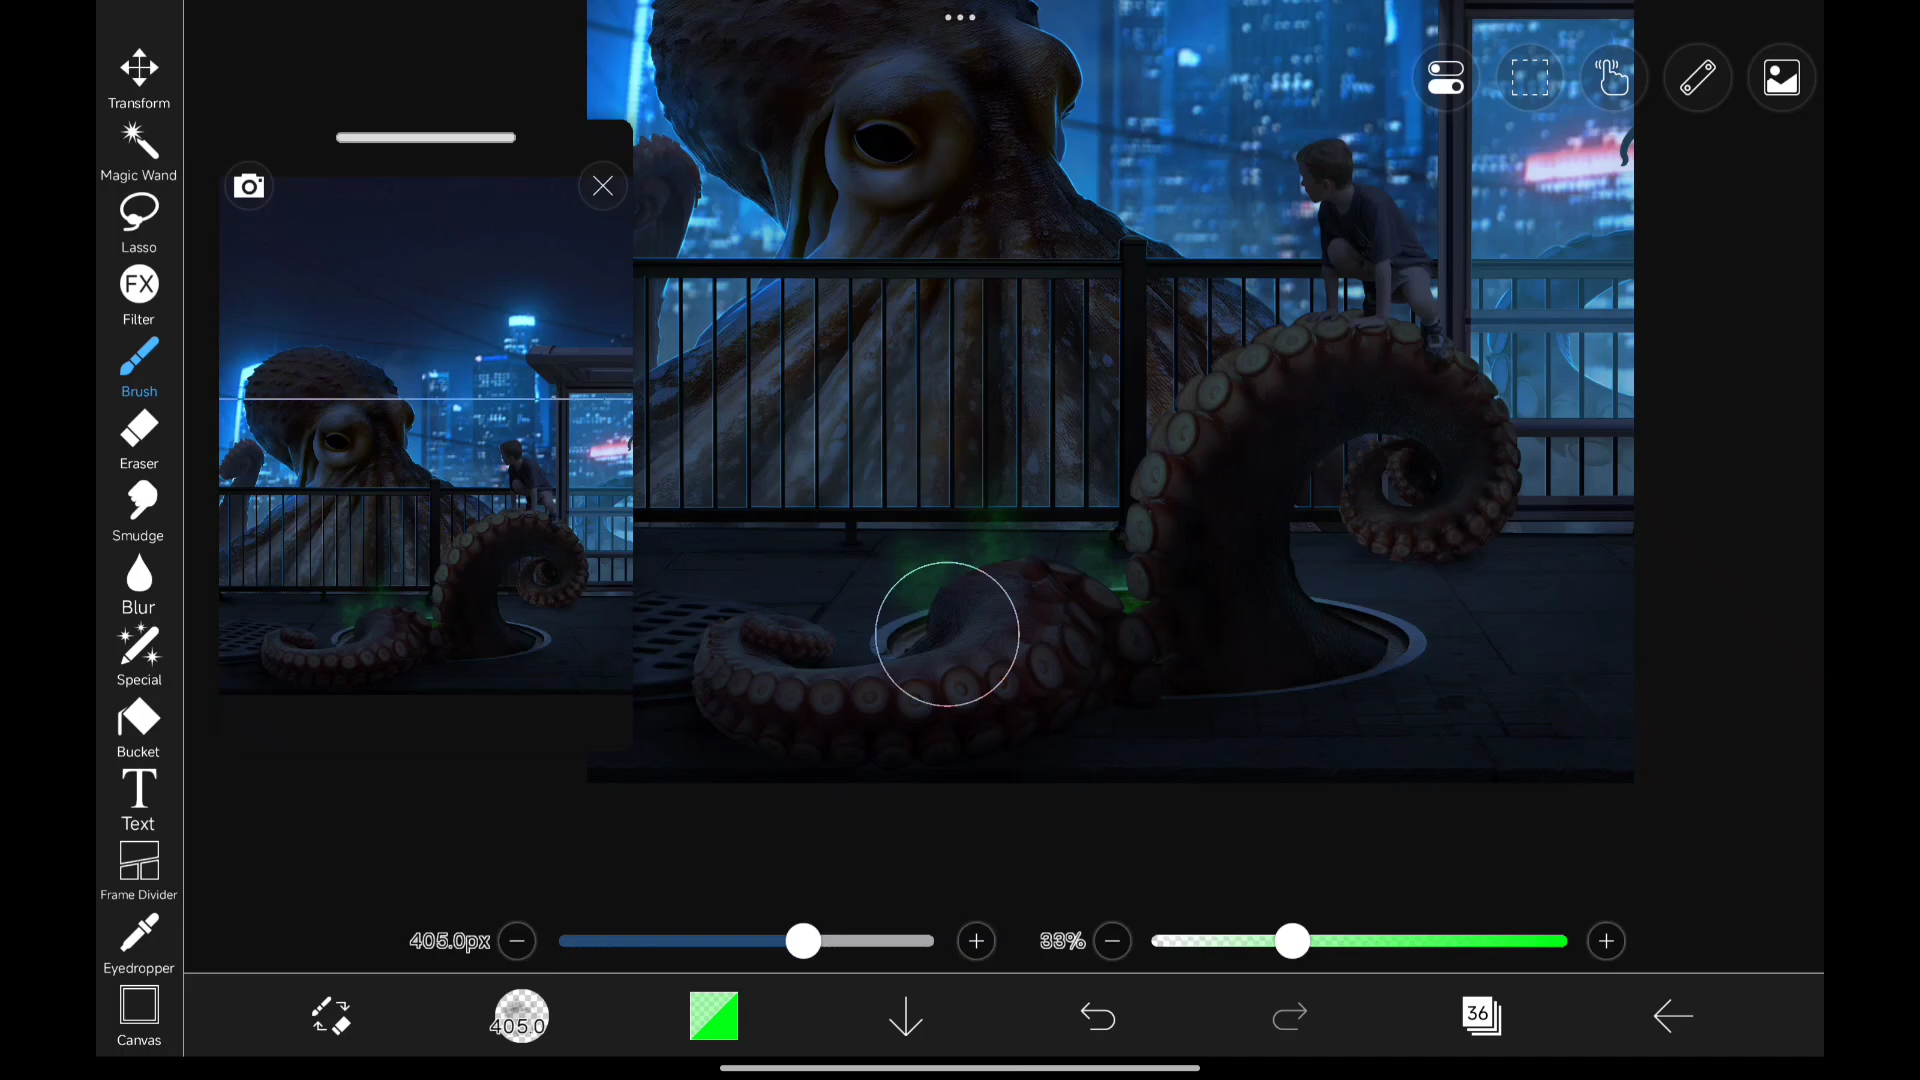 Transform
Magic Wand
Lasso
FX
Filter
Brush
Eraser
Smudge
Blur
Special
Bucket
T
Text
Frame Divider
Eyedropper
Canvas
405.0px
33%
405.0
36